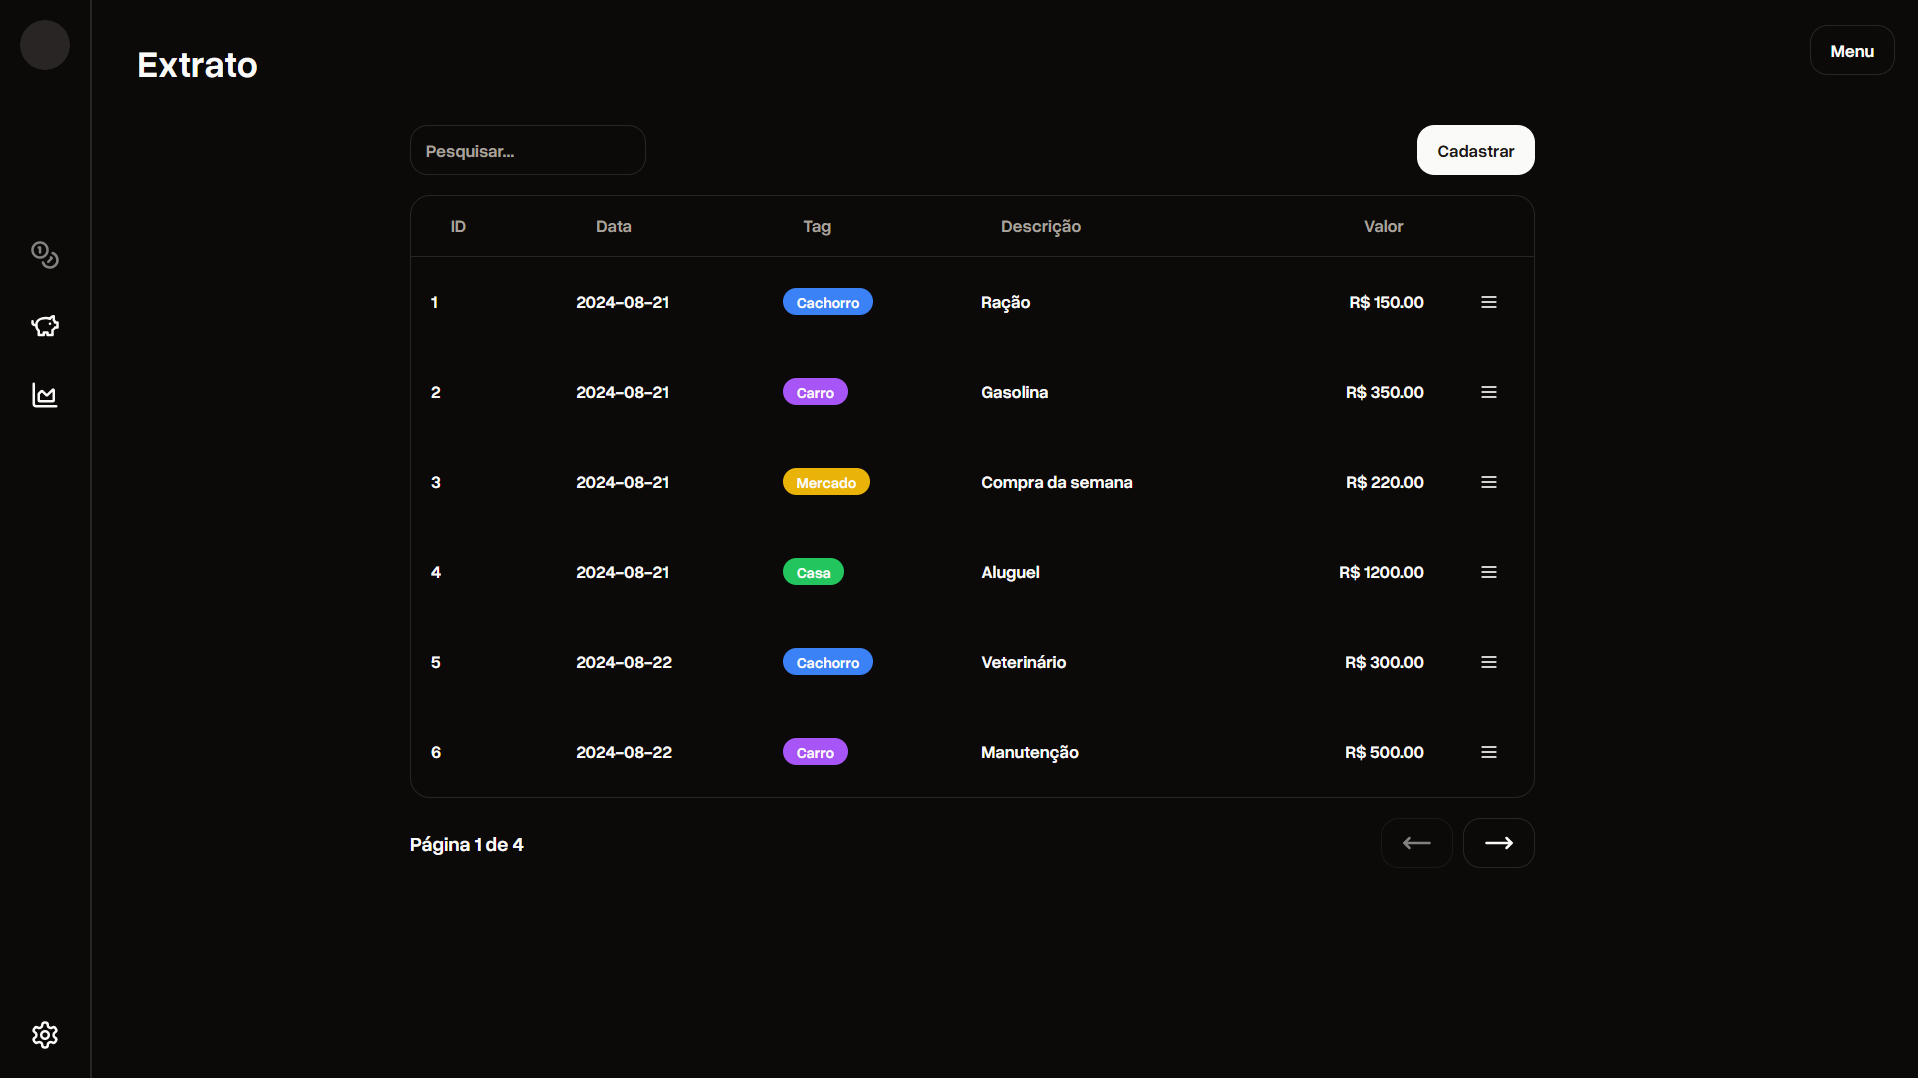 Extrato
Menu
Pesquisar...
Cadastrar
ID Data Tag Descrição Valor
1 2024-08-21 Cachorro Ração R$ 150.00
2 2024-08-21 Carro Gasolina R$ 350.00
3 2024-08-21 Mercado Compra da semana R$ 220.00
4 2024-08-21 Casa Aluguel R$ 1200.00
5 2024-08-22 Cachorro Veterinário R$ 300.00
6 2024-08-22 Carro Manutenção R$ 500.00
Página 1 de 4